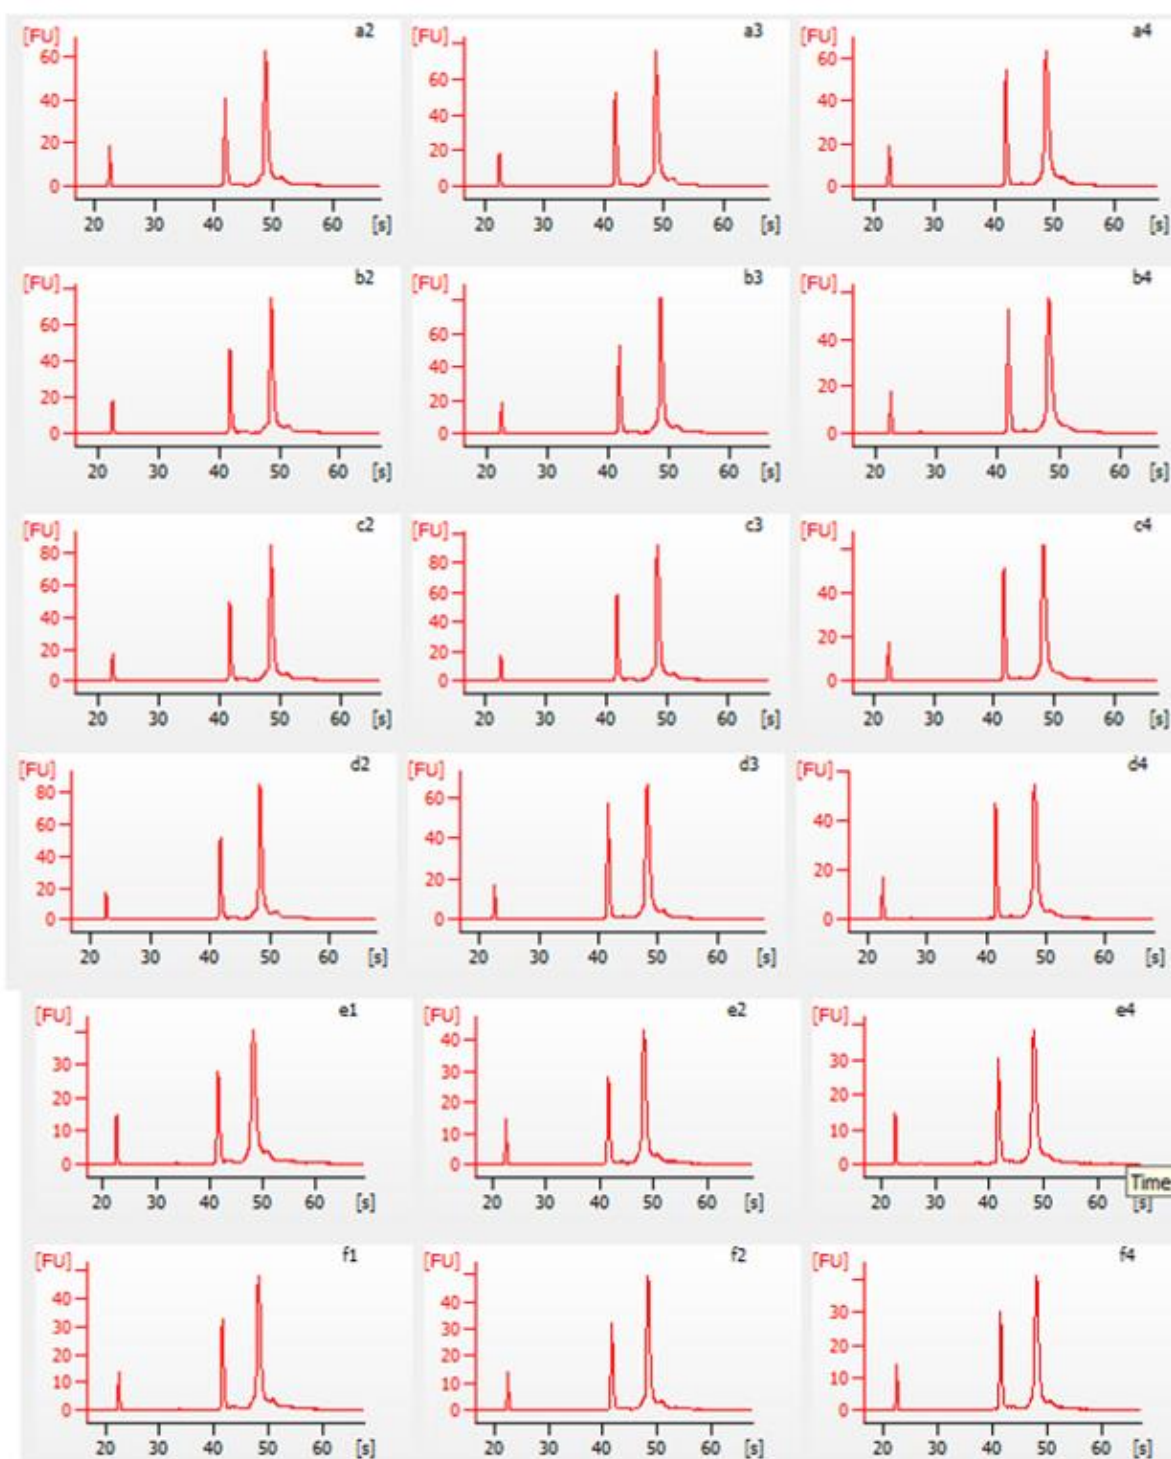 [FU] a2 [FU] a3 [FU] a4
60 60 60
40 40 40
20 20 20
0 0 0
20 30 40 50 60 [s] 20 30 40 50 60 [s] 20 30 40 50 60 [s]
[FU] b2 [FU] b3 [FU] b4
60 60 40
40 40 20
20 20 0
0 0
20 30 40 50 60 [s] 20 30 40 50 60 [s] 20 30 40 50 60 [s]
[FU] c2 [FU] c3 [FU] c4
80 80 40
60 60 20
40 40 0
20 20
0 0
20 30 40 50 60 [s] 20 30 40 50 60 [s] 20 30 40 50 60 [s]
[FU] d2 [FU] d3 [FU] d4
80 60 40
60 40 20
40 20 0
20 0
0
20 30 40 50 60 [s] 20 30 40 50 60 [s] 20 30 40 50 60 [s]
[FU] e1 [FU] e2 [FU] e4
30 40 30
20 30 20
10 20 10
0 10 0
0
Time
20 30 40 50 60 [s] 20 30 40 50 60 [s] 20 30 40 50 60 [s]
[FU] f1 [FU] f2 [FU] f4
40 40 30
30 30 20
20 20 10
10 10 0
0 0
20 30 40 50 60 [s] 20 30 40 50 60 [s] 20 30 40 50 60 [s]